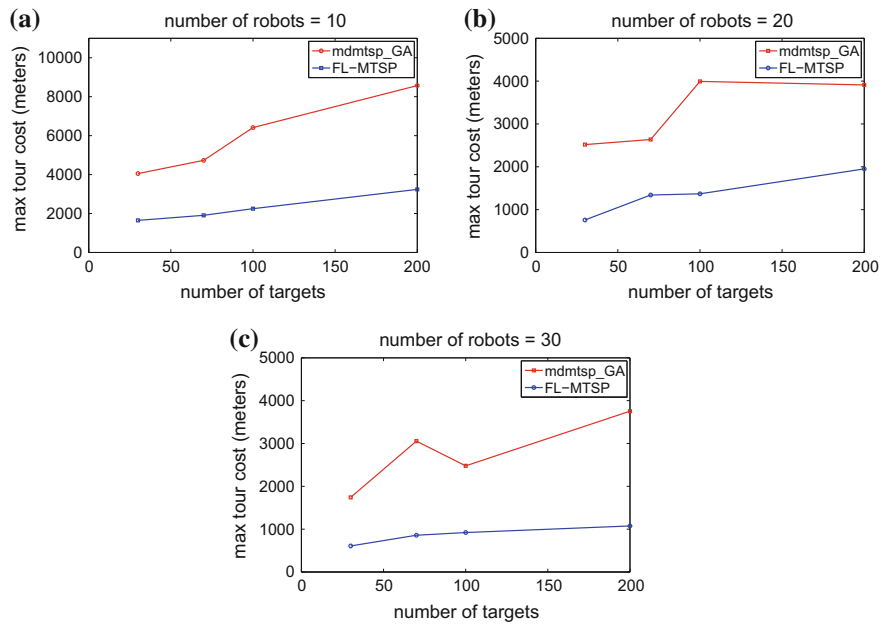 (a)
number of robots = 10
max tour cost (meters)
10000
8000
6000
4000
2000
0
mdmtsp_GA
FL-MTSP
0 50 100 150 200
number of targets
(b)
number of robots = 20
max tour cost (meters)
5000
4000
3000
2000
1000
0
mdmtsp_GA
FL-MTSP
0 50 100 150 200
number of targets
(c)
number of robots = 30
max tour cost (meters)
5000
4000
3000
2000
1000
0
mdmtsp_GA
FL-MTSP
0 50 100 150 200
number of targets